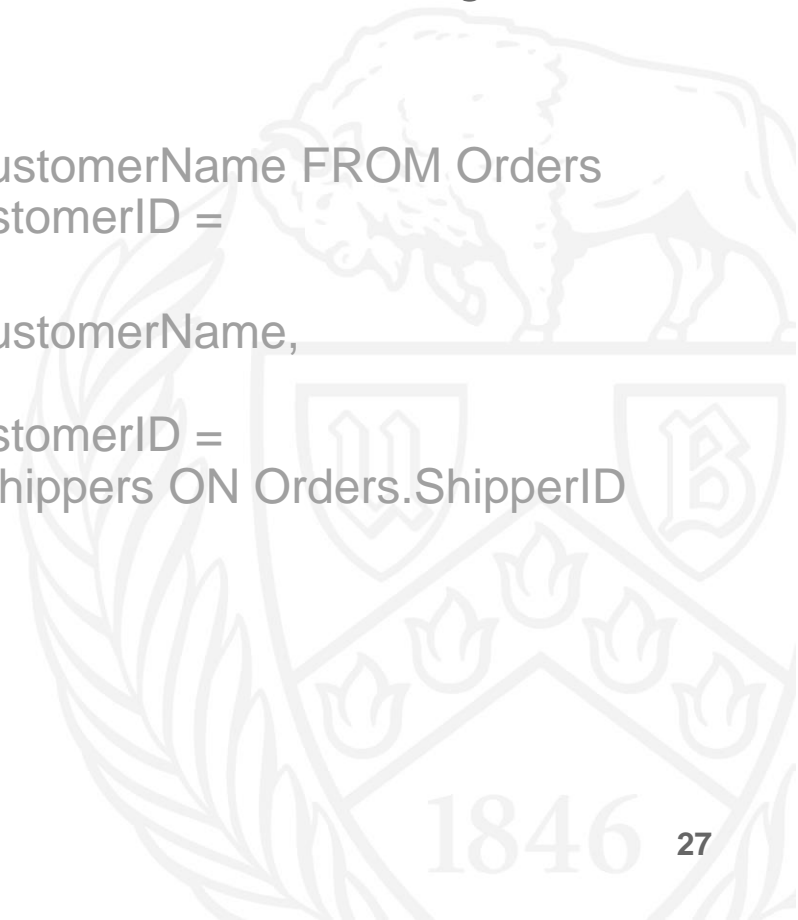 ustomerName FROM Orders
stomerID =
ustomerName,
stomerID =
hippers ON Orders.ShipperID
1846
27